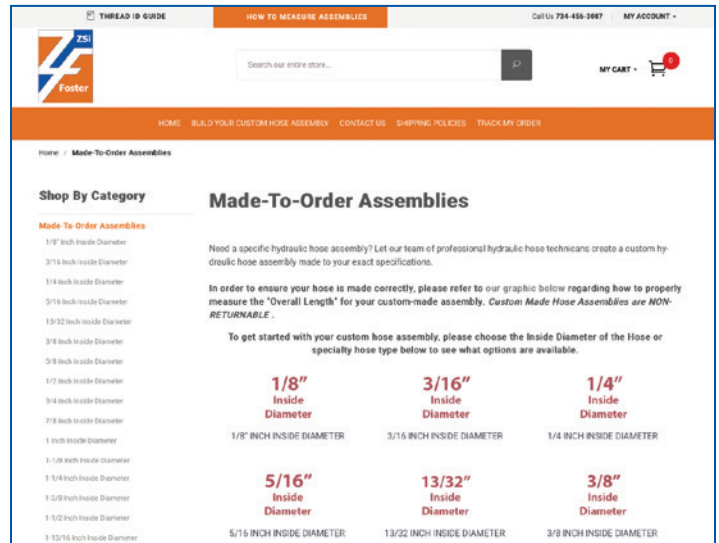 THREAD ID GUIDE
HOW TO MEASURE ASSEMBLIES
Call Us 734-456-3087
MY ACCOUNT
ZSi
Foster
Search our entire store...
MY CART
0
HOME BUILD YOUR CUSTOM HOSE ASSEMBLY CONTACT US SHIPPING POLICIES TRACK MY ORDER
Home / Made-To-Order Assemblies
Shop By Category
Made-To-Order Assemblies
1/8" Inch Inside Diameter
3/16 Inch Inside Diameter
1/4 Inch Inside Diameter
5/16 Inch Inside Diameter
13/32 Inch Inside Diameter
3/8 Inch Inside Diameter
5/8 Inch Inside Diameter
1/2 Inch Inside Diameter
3/4 Inch Inside Diameter
7/8 Inch Inside Diameter
1 Inch Inside Diameter
1-1/8 Inch Inside Diameter
1-1/4 Inch Inside Diameter
1-3/8 Inch Inside Diameter
1-1/2 Inch Inside Diameter
1-13/16 Inch Inside Diameter
Made-To-Order Assemblies
Need a specific hydraulic hose assembly? Let our team of professional hydraulic hose technicans create a custom hy-
draulic hose assembly made to your exact specifications.
In order to ensure your hose is made correctly, please refer to our graphic below regarding how to properly
measure the "Overall Length" for your custom-made assembly. Custom Made Hose Assemblies are NON-
RETURNABLE .
To get started with your custom hose assembly, please choose the Inside Diameter of the Hose or
specialty hose type below to see what options are available.
1/8"
Inside
Diameter
1/8" INCH INSIDE DIAMETER
3/16"
Inside
Diameter
3/16 INCH INSIDE DIAMETER
1/4"
Inside
Diameter
1/4 INCH INSIDE DIAMETER
5/16"
Inside
Diameter
5/16 INCH INSIDE DIAMETER
13/32"
Inside
Diameter
13/32 INCH INSIDE DIAMETER
3/8"
Inside
Diameter
3/8 INCH INSIDE DIAMETER